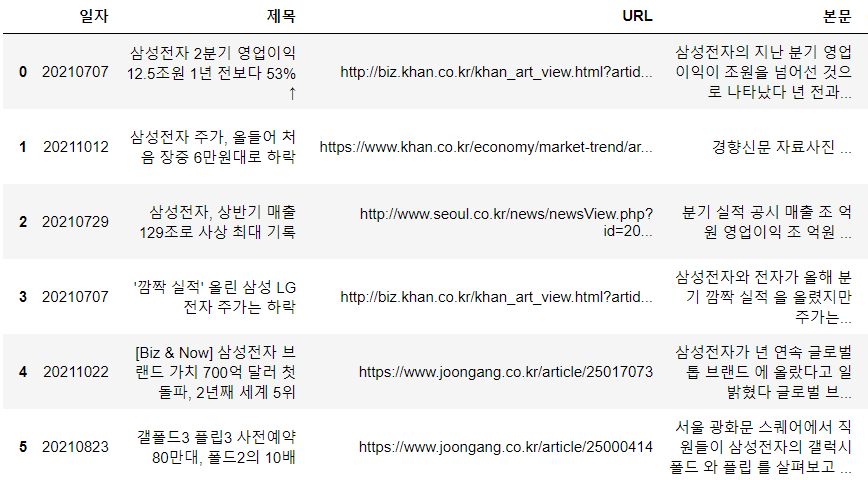 일자 제목 URL 본문
0 20210707 삼성전자 2분기 영업이익 12.5조원 1년 전보다 53% ↑ http://biz.khan.co.kr/khan_art_view.html?artid... 삼성전자의 지난 분기 영업이익이 조원을 넘어선 것으로 나타났다 년 전과...
1 20211012 삼성전자 주가, 올들어 처음 장중 6만원대로 하락 https://www.khan.co.kr/economy/market-trend/ar... 경향신문 자료사진 ...
2 20210729 삼성전자, 상반기 매출 129조로 사상 최대 기록 http://www.seoul.co.kr/news/newsView.php?id=20... 분기 실적 공시 매출 조 억원 영업이익 조 억원 ...
3 20210707 '깜짝 실적' 올린 삼성 LG전자 주가는 하락 http://biz.khan.co.kr/khan_art_view.html?artid... 삼성전자와 전자가 올해 분기 깜짝 실적 을 올렸지만 주가는...
4 20211022 [Biz & Now] 삼성전자 브랜드 가치 700억 달러 첫 돌파, 2년째 세계 5위 https://www.joongang.co.kr/article/25017073 삼성전자가 년 연속 글로벌 톱 브랜드 에 올랐다고 일 밝혔다 글로벌 브...
5 20210823 갤폴드3 플립3 사전예약 80만대, 폴드2의 10배 https://www.joongang.co.kr/article/25000414 서울 광화문 스퀘어에서 직원들이 삼성전자의 갤럭시 폴드 와 플립 를 살펴보고 ...